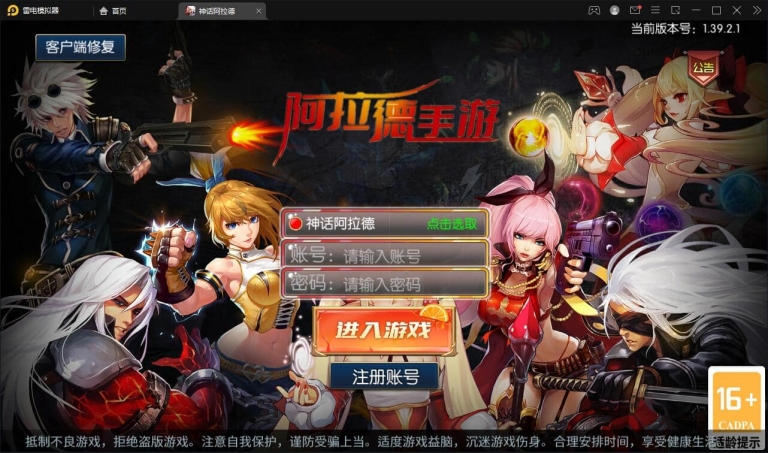 雷电模拟器 首页 神话阿拉德
当前版本号：1.39.2.1
客户端修复
公告
阿拉德手游
神话阿拉德 点击选取
账号：请输入账号
密码：请输入密码
进入游戏
注册账号
16+
CADPA
适龄提示
抵制不良游戏，拒绝盗版游戏。注意自我保护，谨防受骗上当。适度游戏益脑，沉迷游戏伤身。合理安排时间，享受健康生活